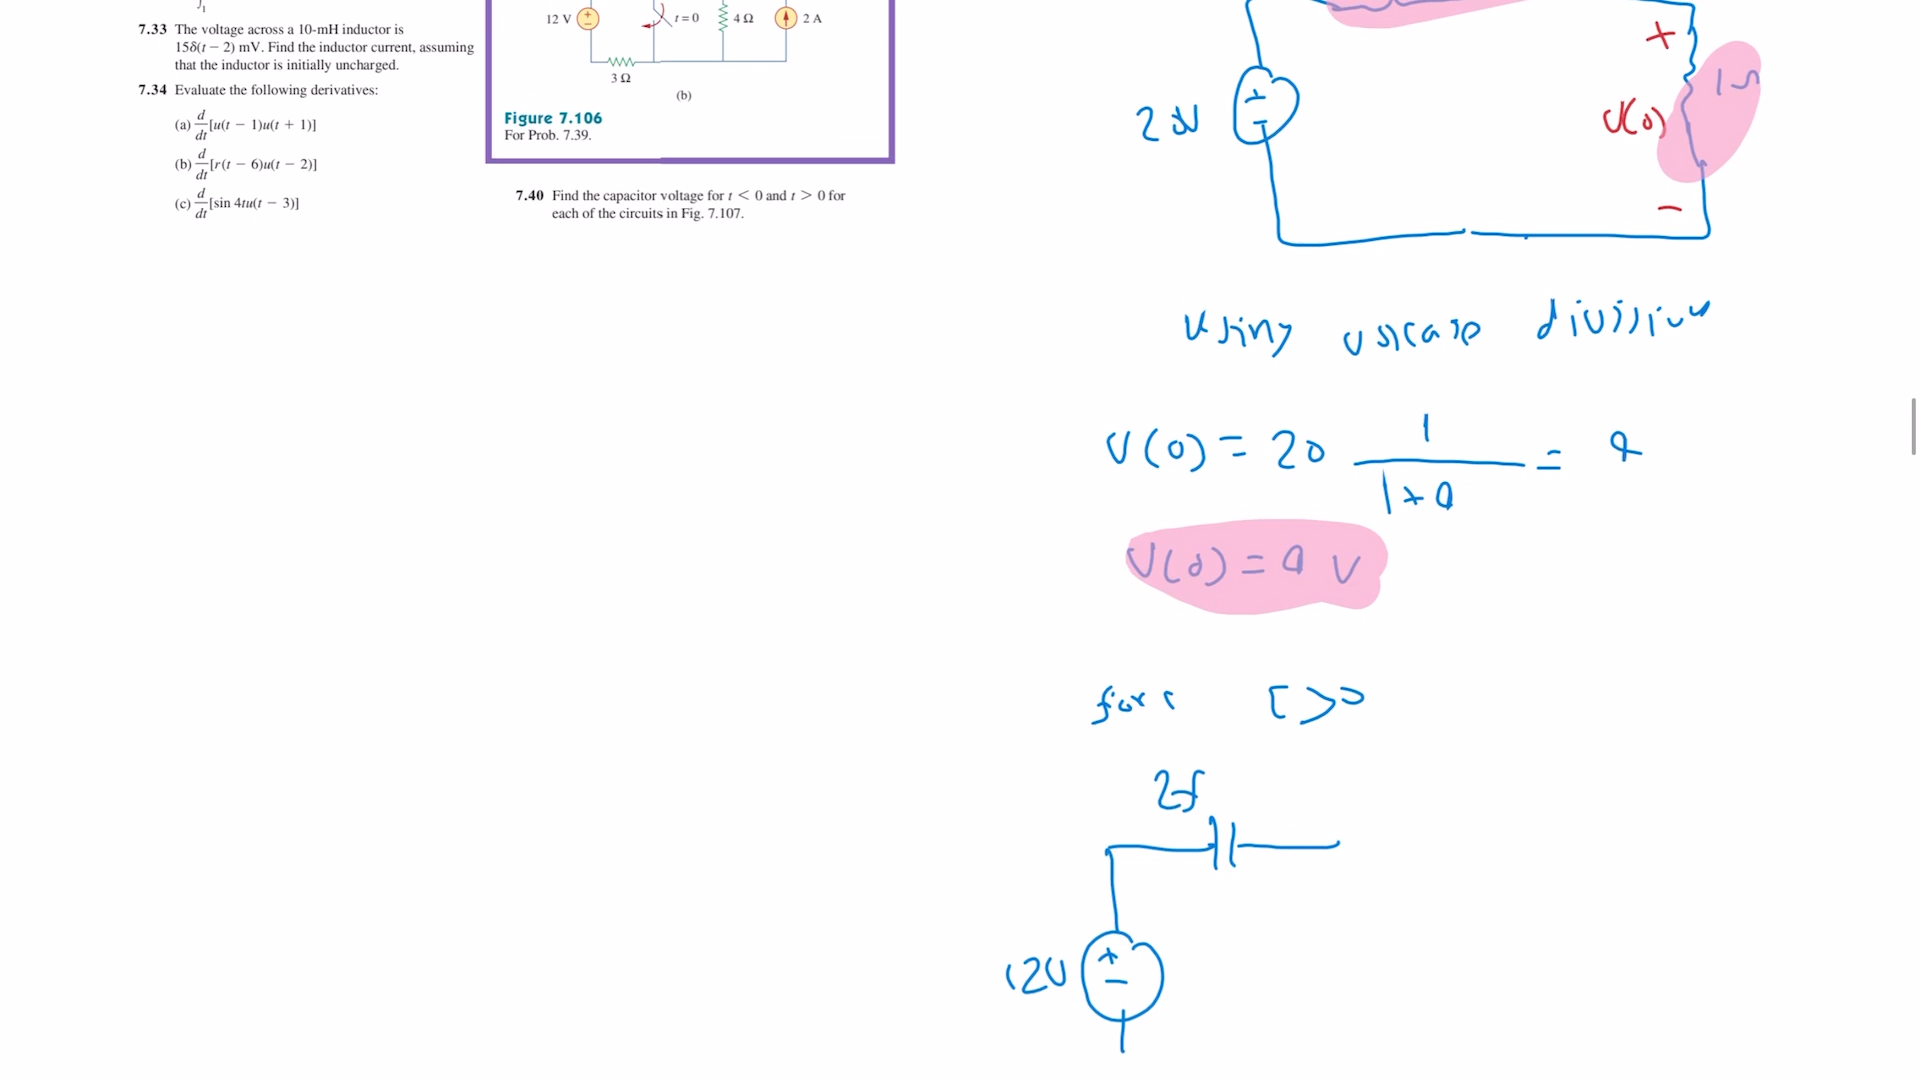 7.33 The voltage across a 10-mH inductor is
15δ(t − 2) mV. Find the inductor current, assuming
that the inductor is initially uncharged.
7.34 Evaluate the following derivatives:
(a) d/dt [u(t − 1)u(t + 1)]
(b) d/dt [r(t − 6)u(t − 2)]
(c) d/dt [sin 4tu(t − 3)]
12 V + − t = 0 4 Ω 2 A
3 Ω
(b)
Figure 7.106
For Prob. 7.39.
7.40 Find the capacitor voltage for t < 0 and t > 0 for
each of the circuits in Fig. 7.107.
20V + −
+
V(0)
−
1Ω
using division
V(0) = 20 1/(1+4) = 4
V(0) = 4 V
for t>0
2f
12V + −